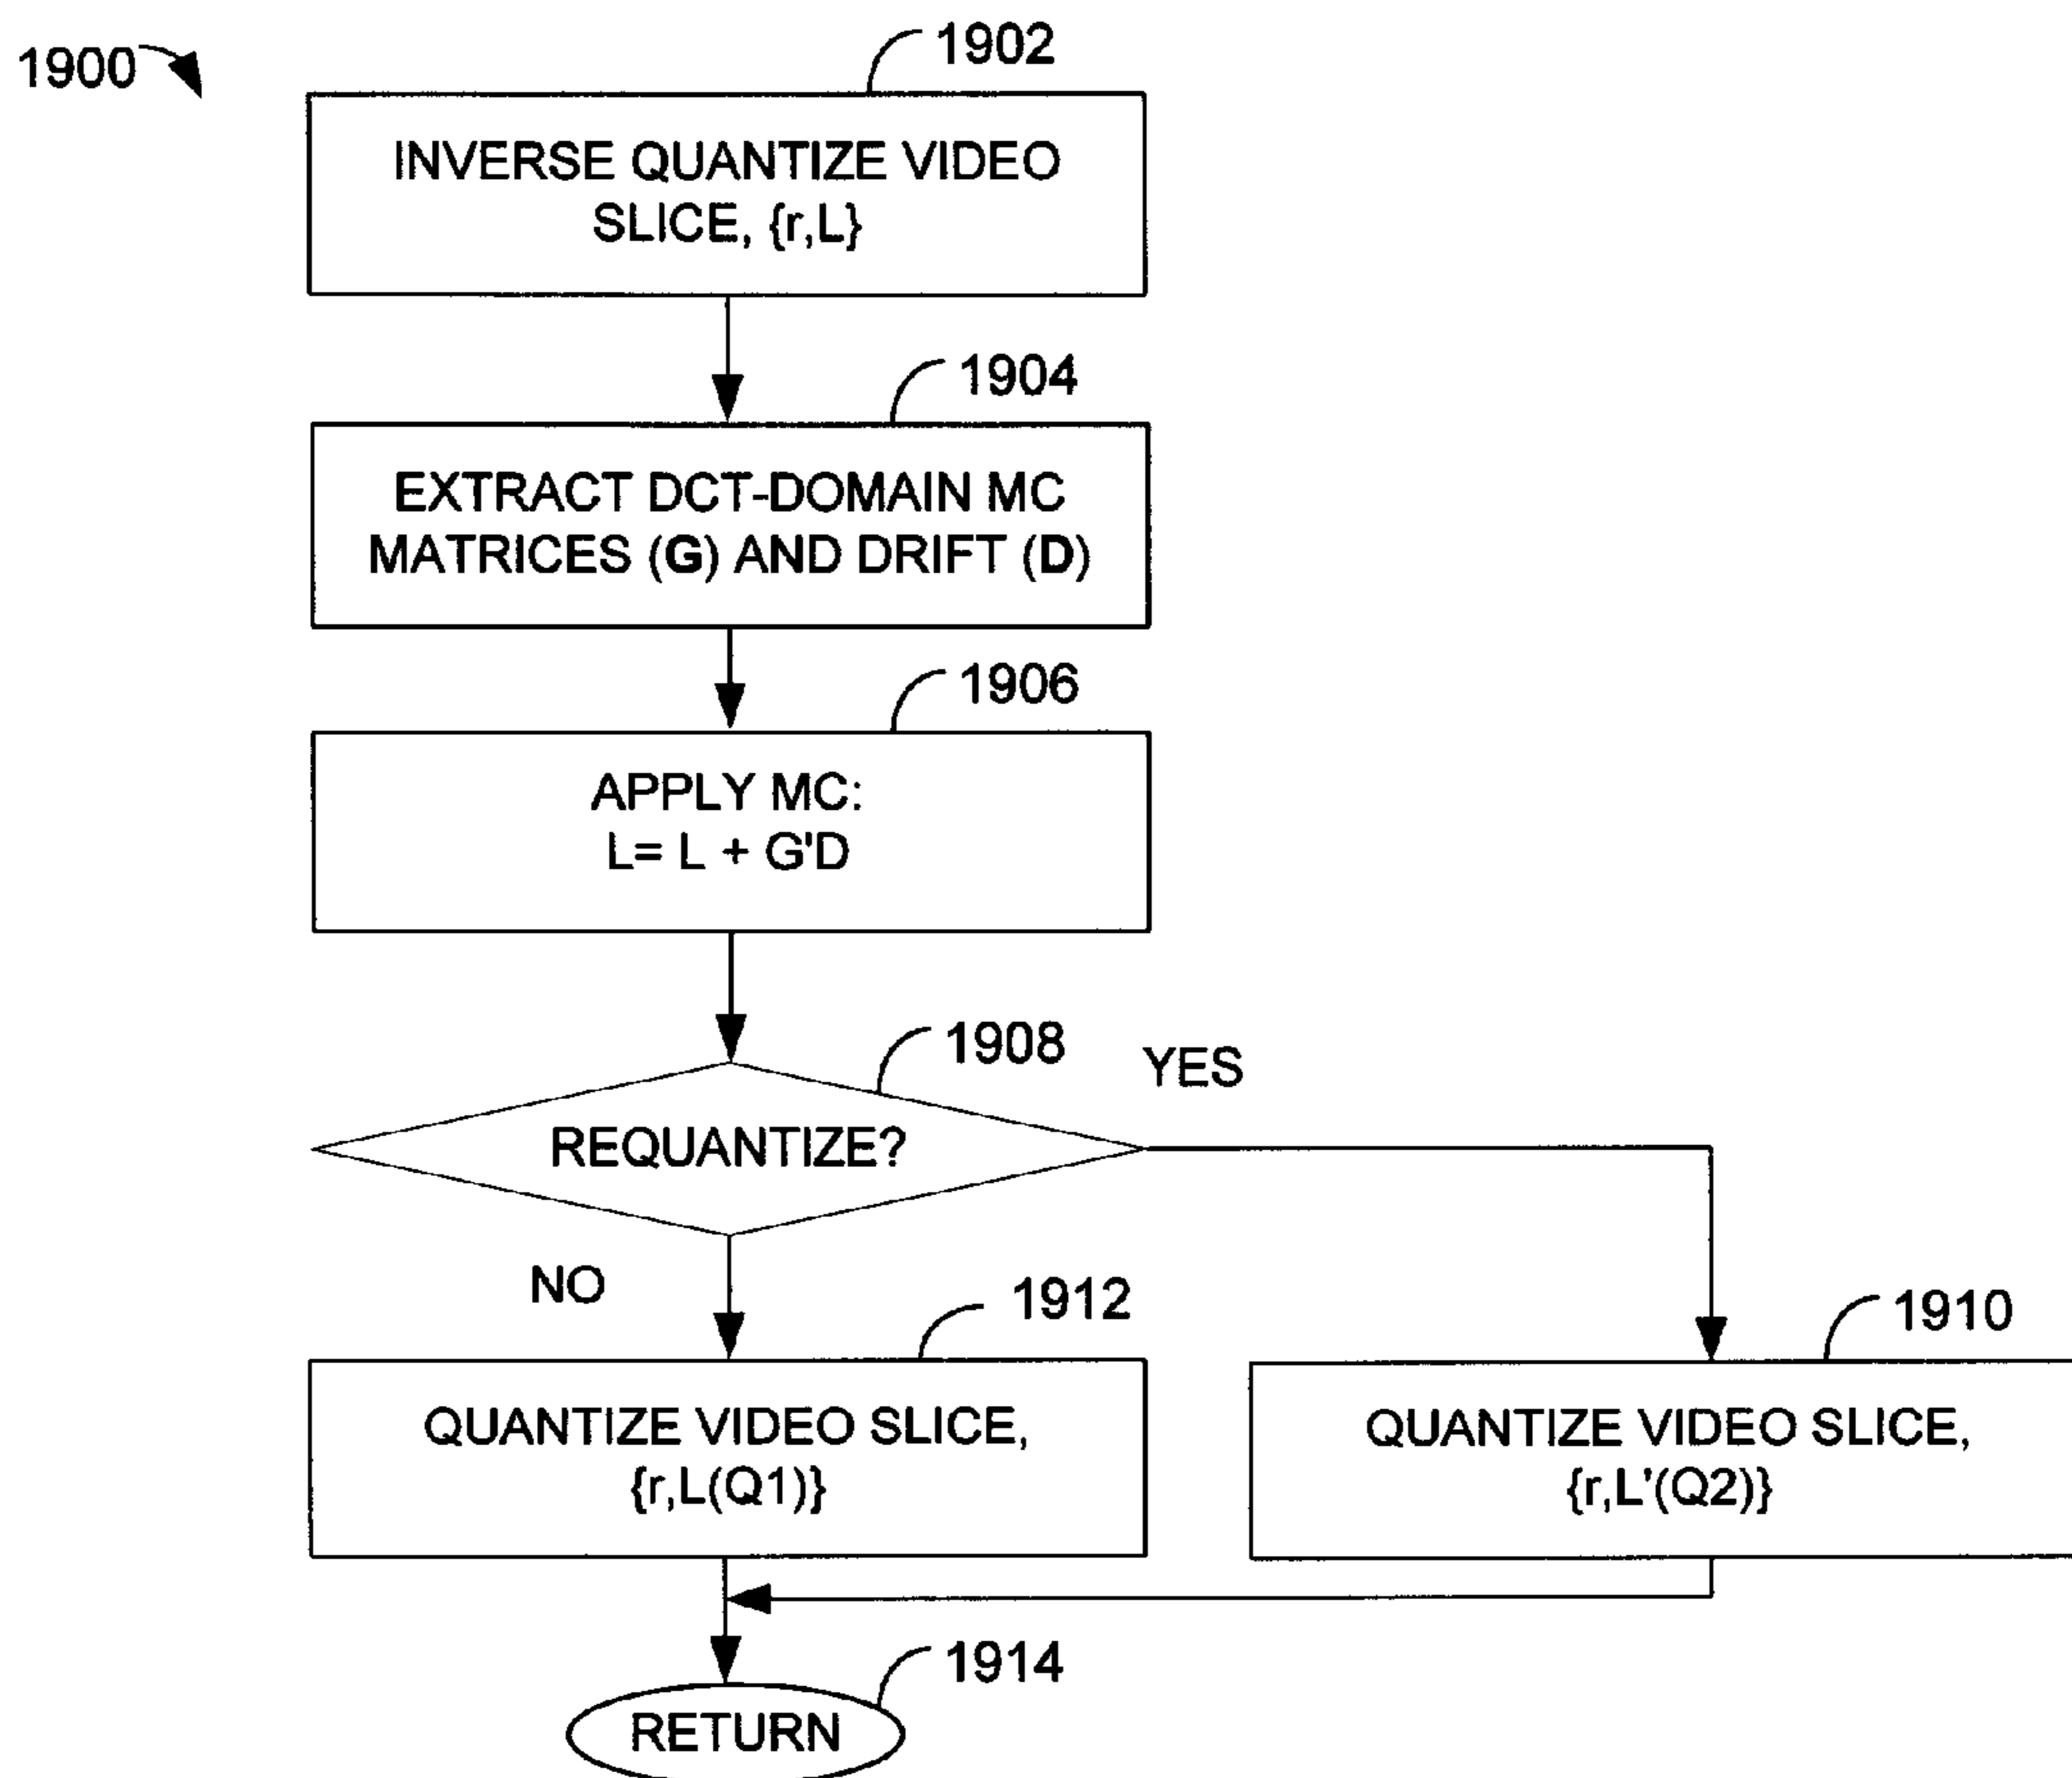 1900
1902
INVERSE QUANTIZE VIDEO
SLICE, {r,L}
1904
EXTRACT DCT-DOMAIN MC
MATRICES (G) AND DRIFT (D)
1906
APPLY MC:
L= L + G'D
1908
YES
REQUANTIZE?
NO
1912
QUANTIZE VIDEO SLICE,
{r,L(Q1)}
1910
QUANTIZE VIDEO SLICE,
{r,L'(Q2)}
1914
RETURN